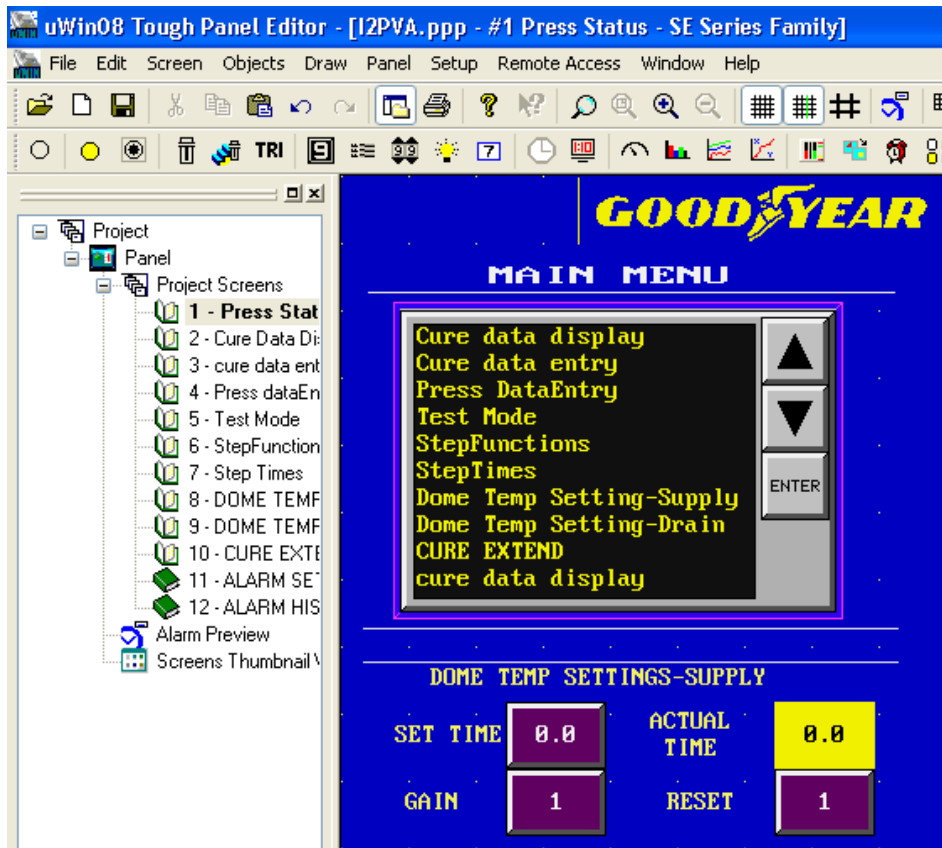 uWin08 Tough Panel Editor - [I2PVA.ppp - #1 Press Status - SE Series Family]
File Edit Screen Objects Draw Panel Setup Remote Access Window Help
TRI
Project
Panel
Project Screens
1 - Press Stat
2 - Cure Data Di
3 - cure data ent
4 - Press dataEn
5 - Test Mode
6 - StepFunction
7 - Step Times
8 - DOME TEMP
9 - DOME TEMP
10 - CURE EXTE
11 - ALARM SET
12 - ALARM HIS
Alarm Preview
Screens Thumbnail
GOODYEAR
MAIN MENU
Cure data display
Cure data entry
Press DataEntry
Test Mode
StepFunctions
StepTimes
Dome Temp Setting-Supply
Dome Temp Setting-Drain
CURE EXTEND
cure data display
ENTER
DOME TEMP SETTINGS-SUPPLY
SET TIME 0.0 ACTUAL TIME 0.0
GAIN 1 RESET 1